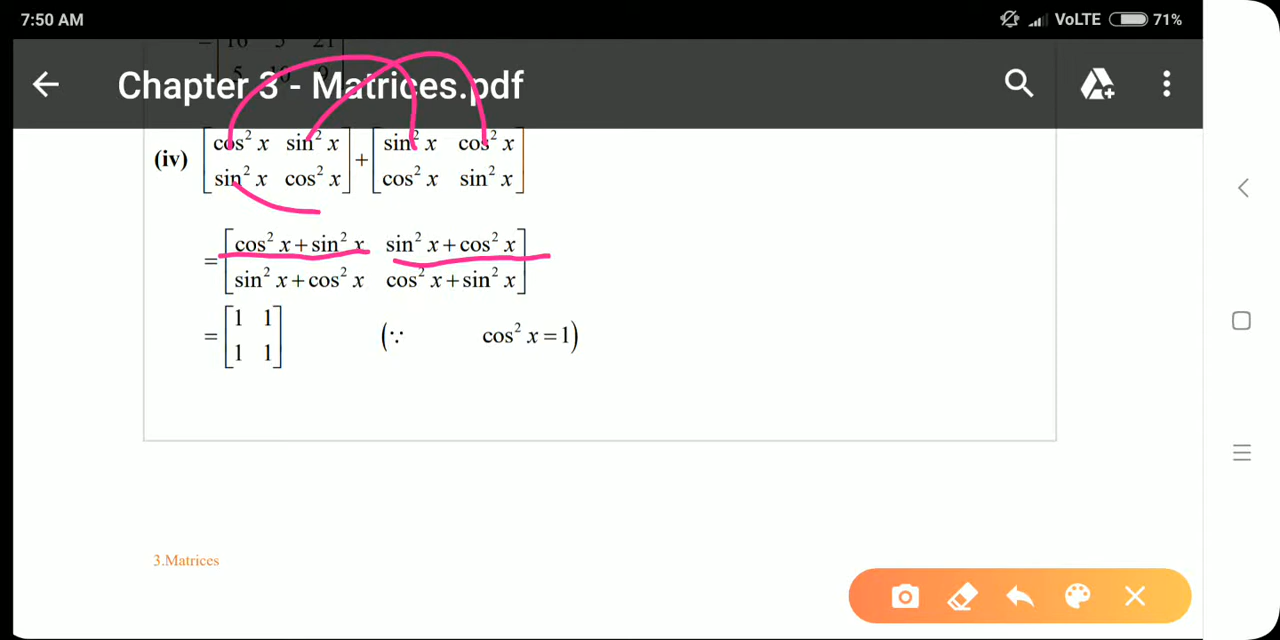 7:50 AM VoLTE 71%
Chapter 3 - Matrices.pdf
(iv) [cos² x sin² x] + [sin² x cos² x]
[sin² x cos² x] [cos² x sin² x]
= [cos² x + sin² x sin² x + cos² x]
[sin² x + cos² x cos² x + sin² x]
= [1 1] (∵ cos² x = 1)
[1 1]
3.Matrices